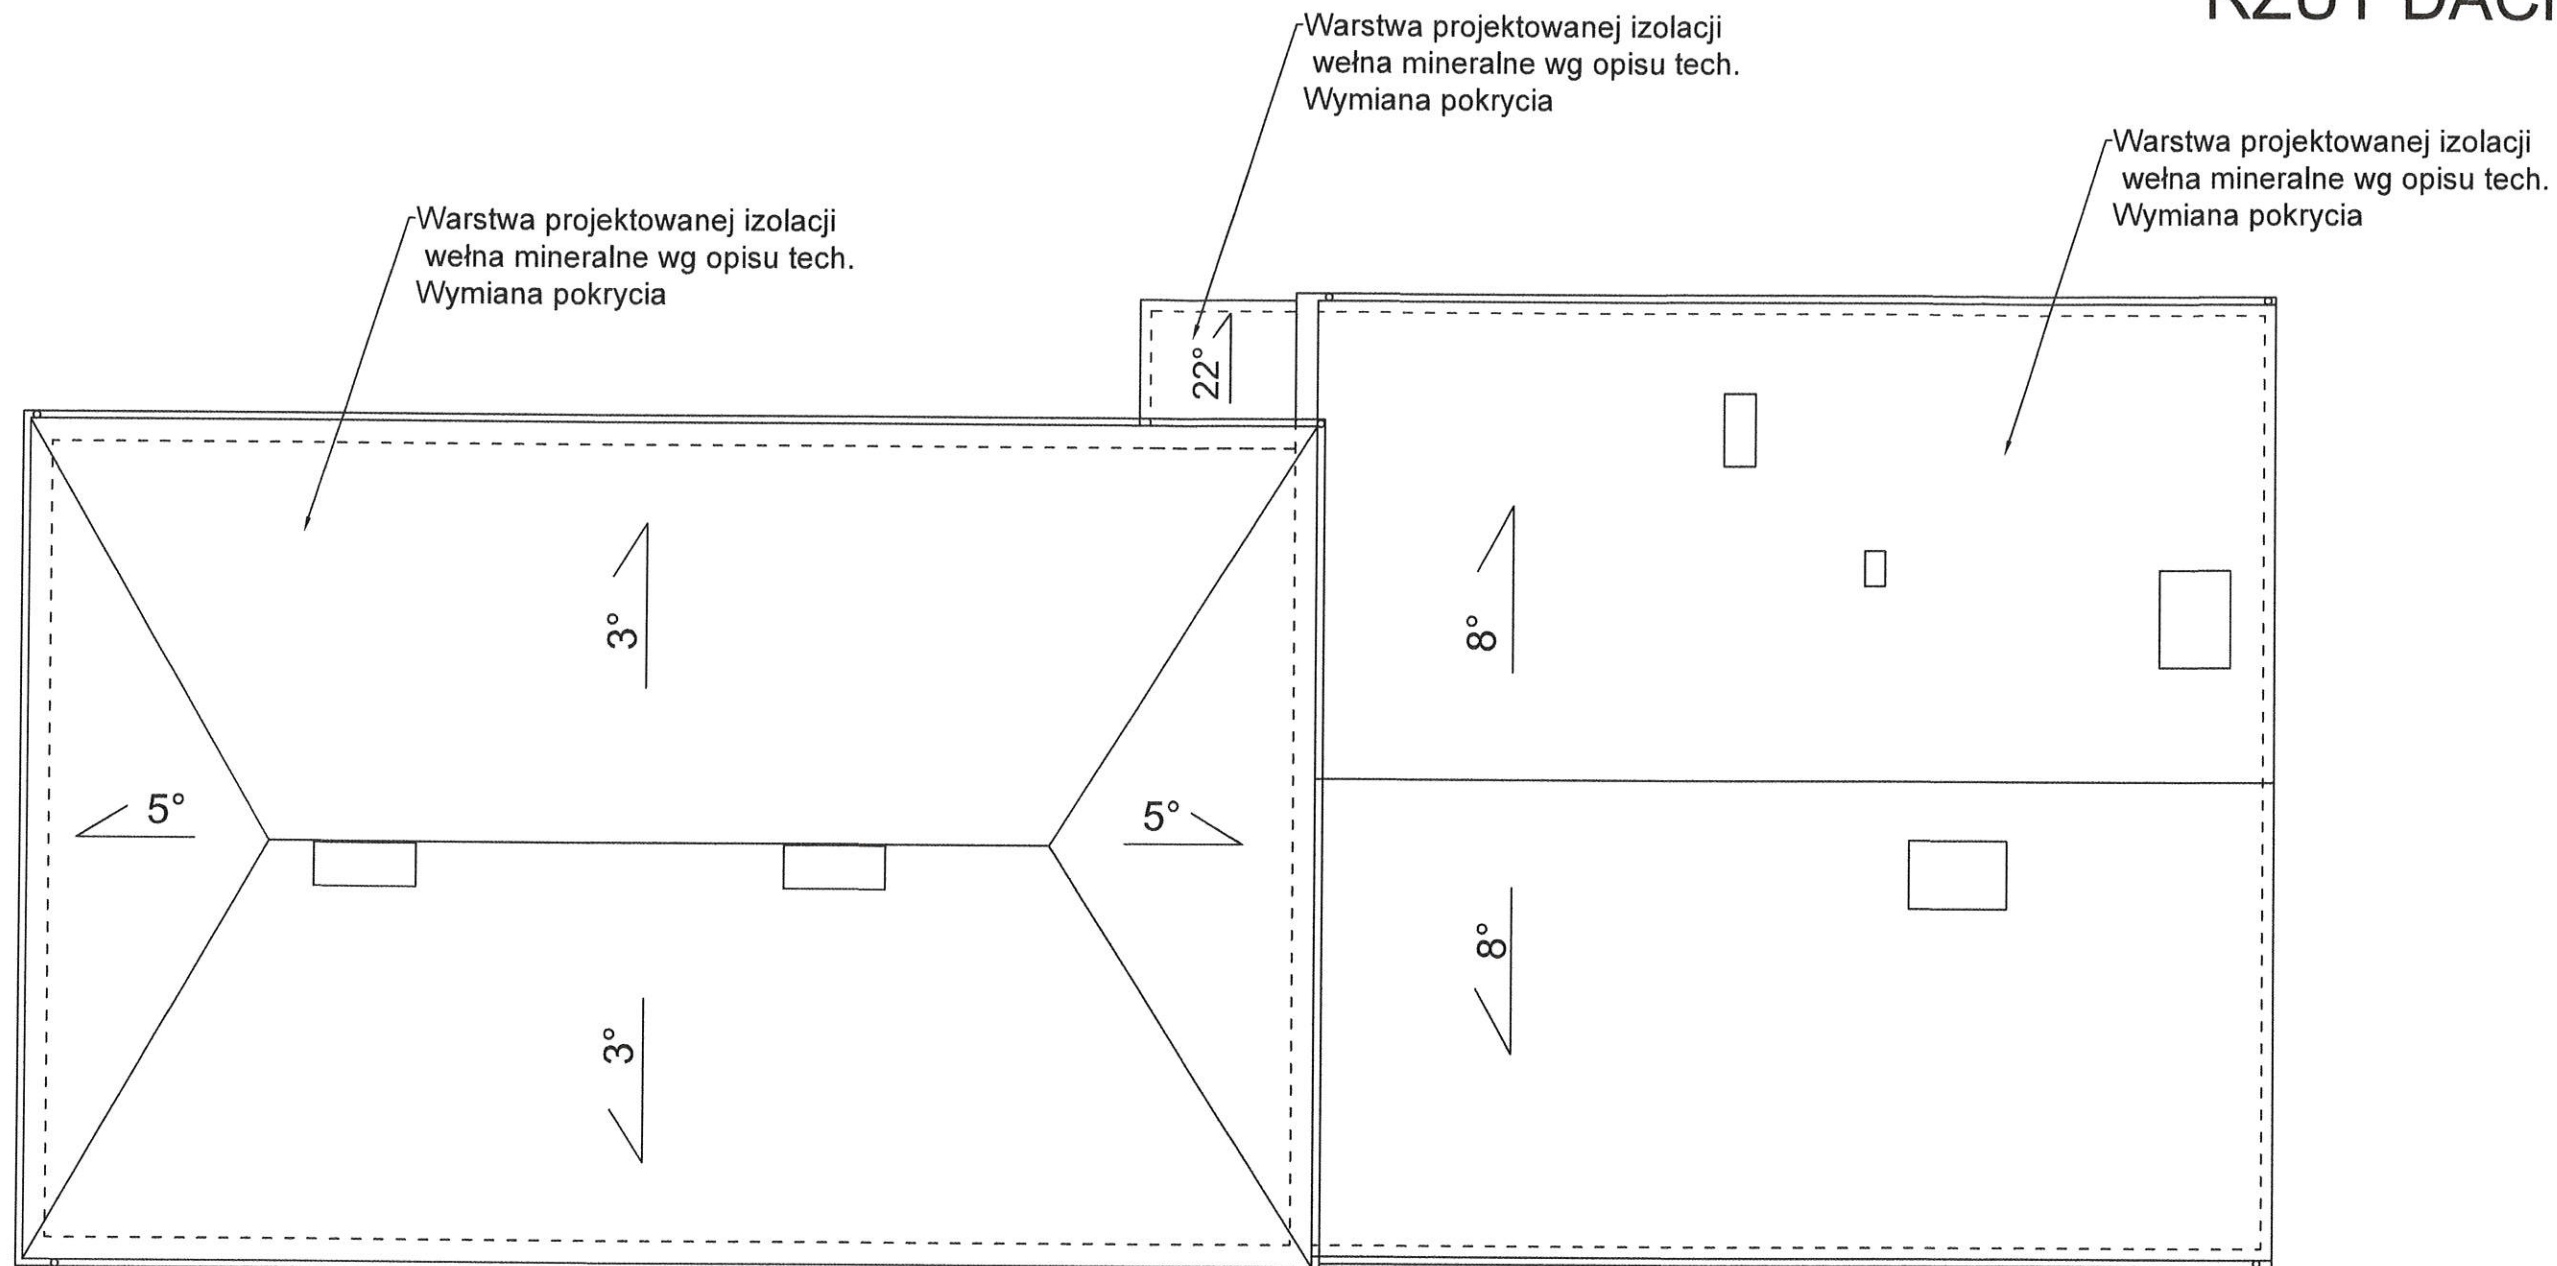 Warstwa projektowanej izolacji
wełna mineralne wg opisu tech.
Wymiana pokrycia
Warstwa projektowanej izolacji
wełna mineralne wg opisu tech.
Wymiana pokrycia
Warstwa projektowanej izolacji
wełna mineralne wg opisu tech.
Wymiana pokrycia
22°
3°
8°
5°
5°
8°
3°